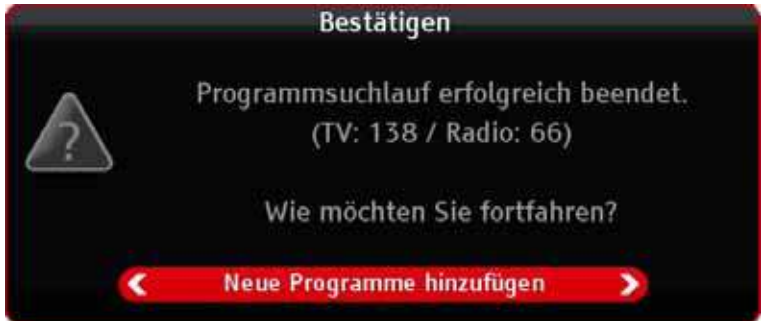 Bestätigen
Programmsuchlauf erfolgreich beendet.
(TV: 138 / Radio: 66)
Wie möchten Sie fortfahren?
Neue Programme hinzufügen